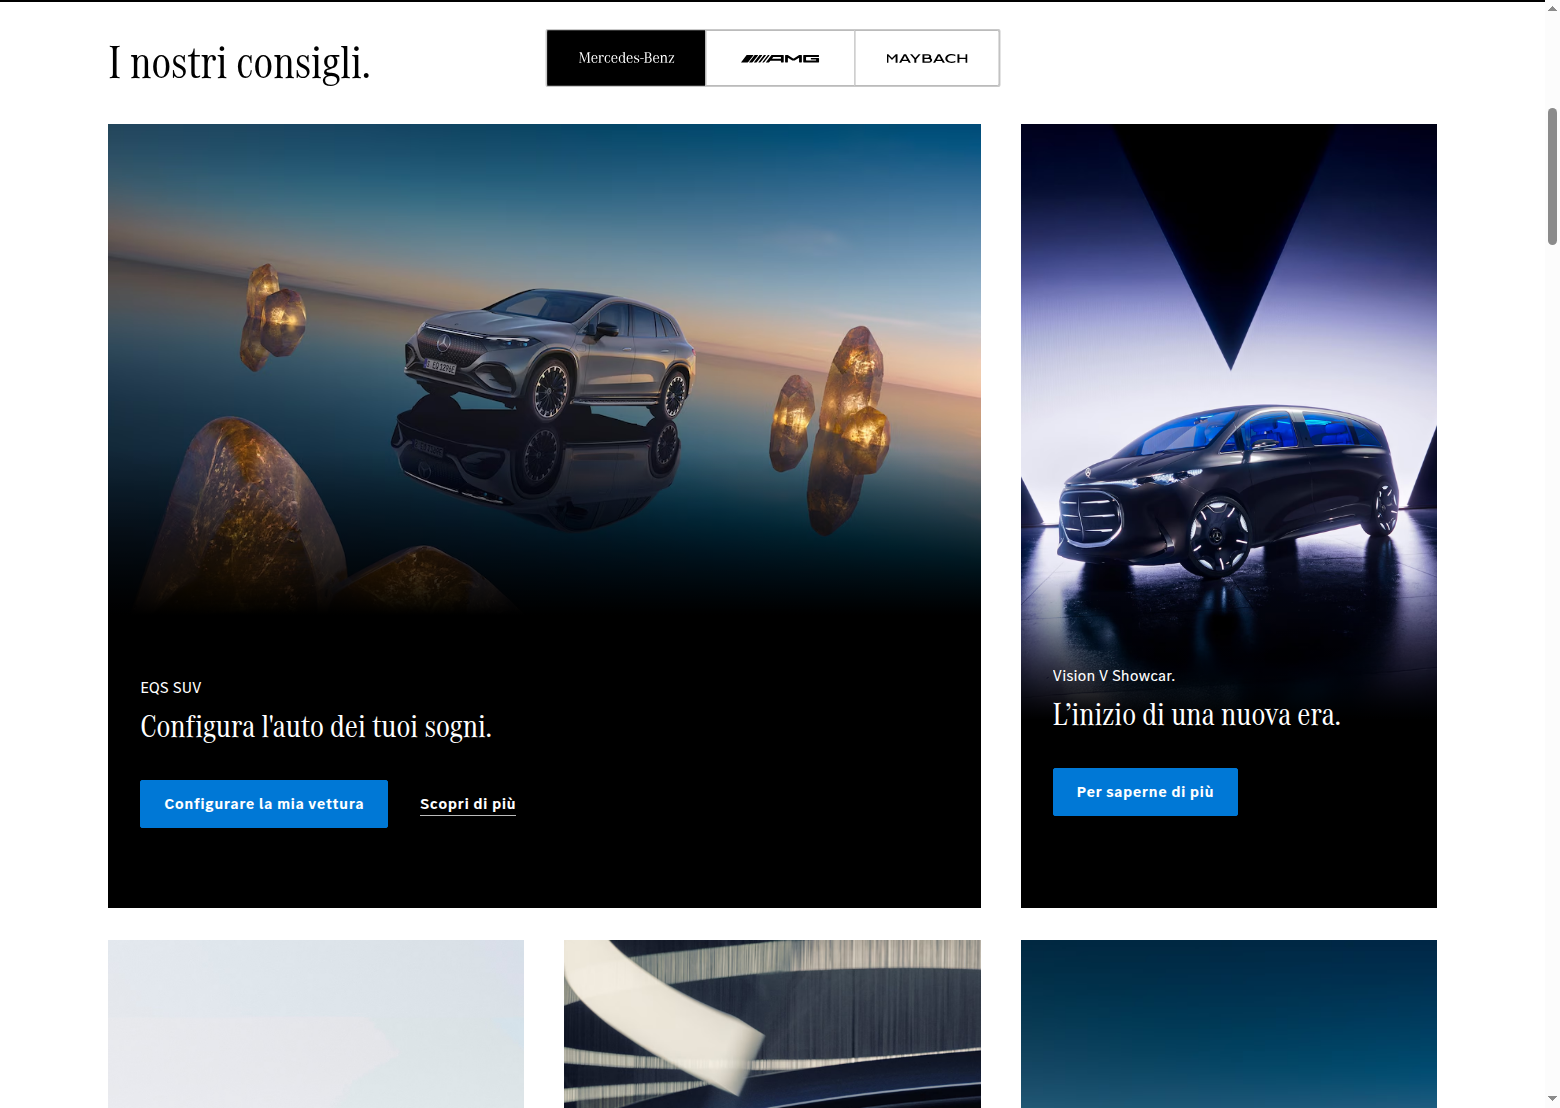 I nostri consigli.
Mercedes-Benz
AMG
MAYBACH
EQS SUV
Configura l'auto dei tuoi sogni.
Configurare la mia vettura
Scopri di più
Vision V Showcar.
L’inizio di una nuova era.
Per saperne di più